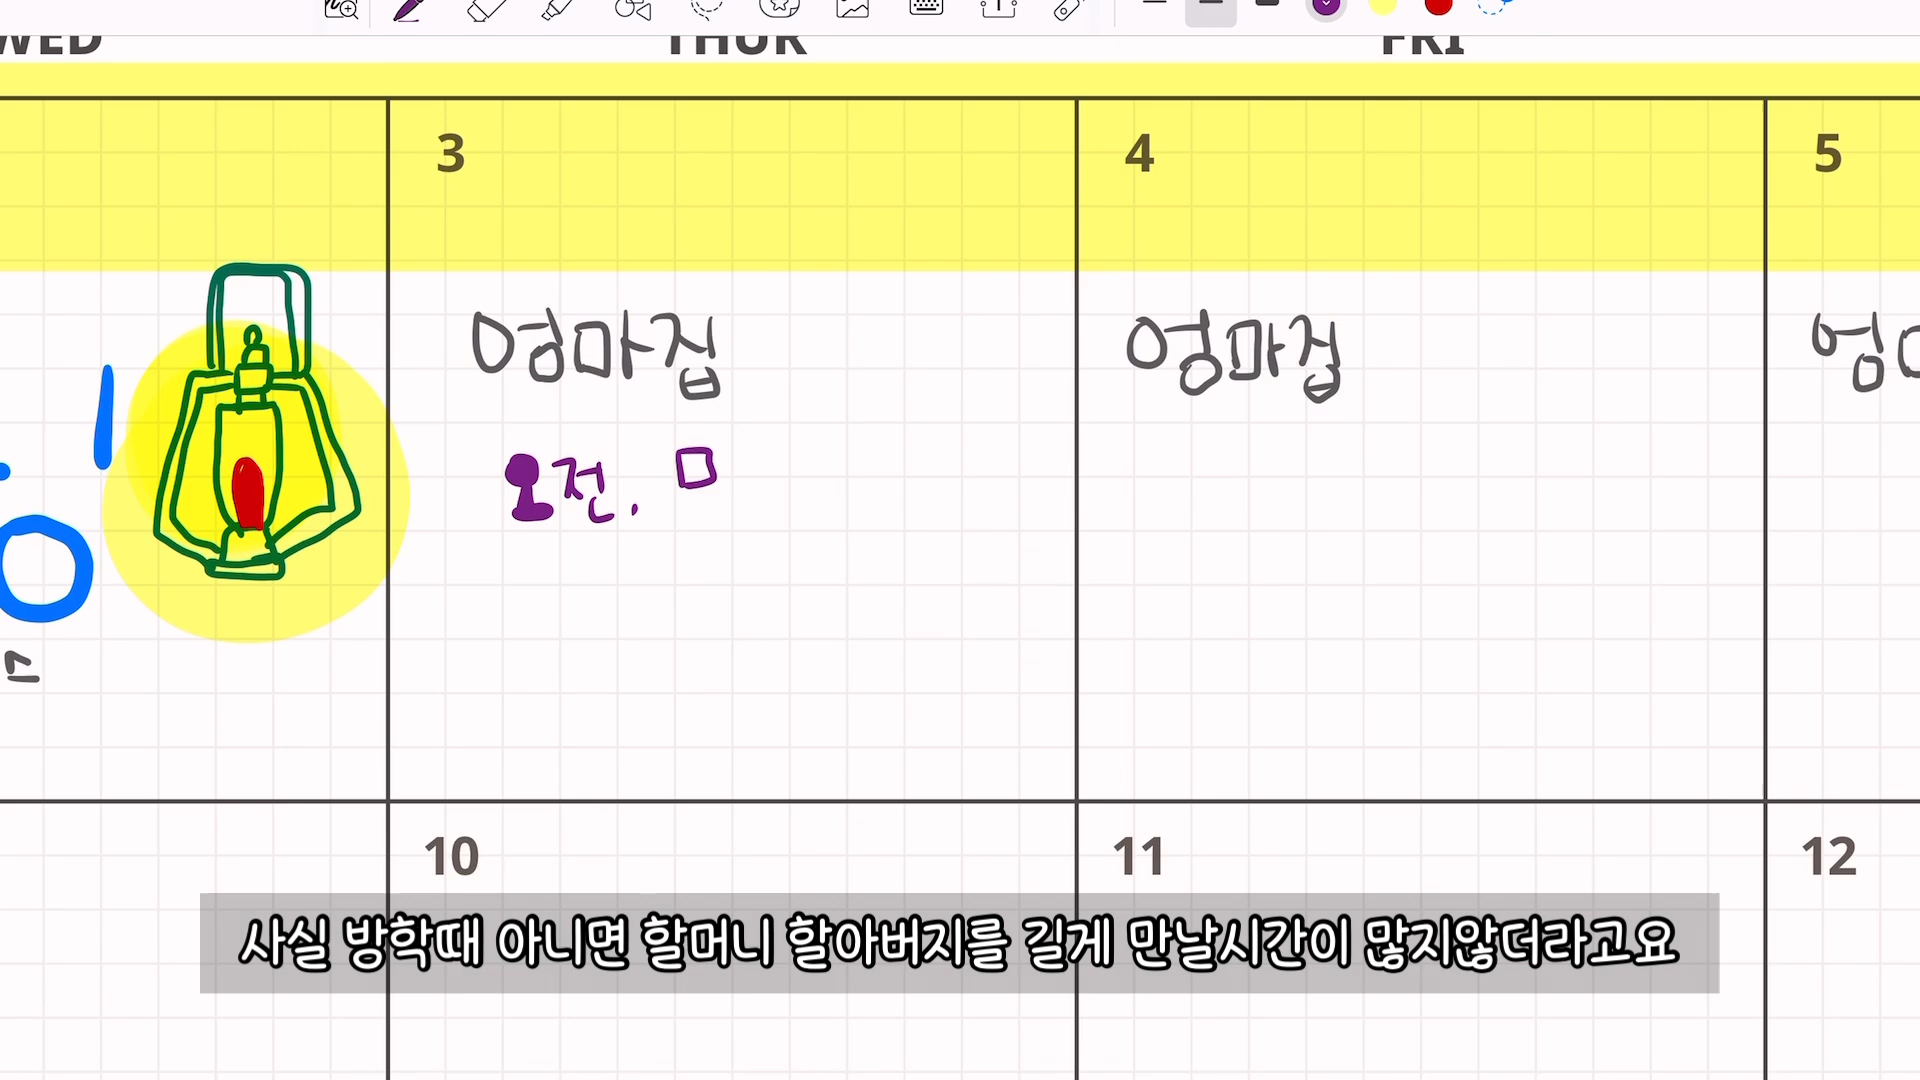 WED THUR FRI
3 4 5
엄마집 엄마집 엄
오전. ㅁ
10 11 12
사실 방학때 아니면 할머니 할아버지를 길게 만날시간이 많지않더라고요